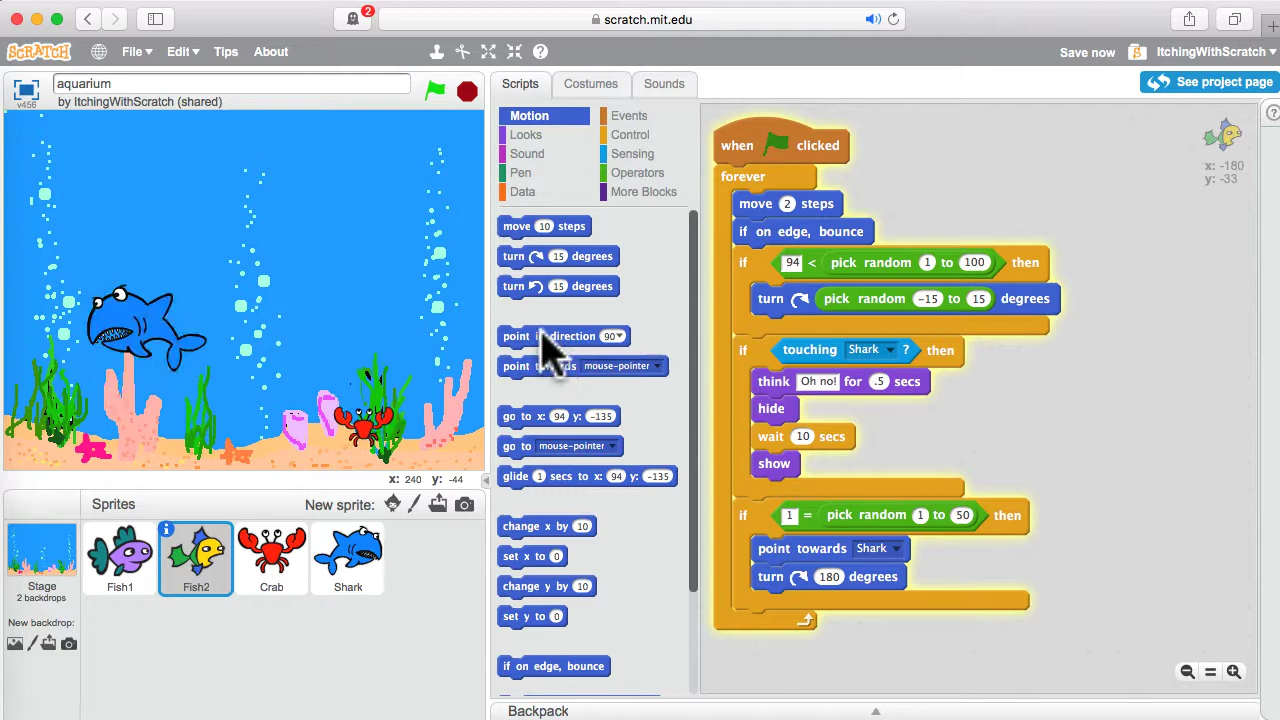 2
scratch.mit.edu
SCRATCH
File
Edit
Tips
About
Save now
ItchingWithScratch
v456
aquarium
by ItchingWithScratch (shared)
Scripts
Costumes
Sounds
See project page
Motion
Looks
Sound
Pen
Data
Events
Control
Sensing
Operators
More Blocks
move 10 steps
turn 15 degrees
turn 15 degrees
point direction 90
point mouse-pointer
go to x: 94 y: -135
go to mouse-pointer
glide 1 secs to x: 94 y: -135
change x by 10
set x to 0
change y by 10
set y to 0
if on edge, bounce
when clicked
forever
move 2 steps
if on edge, bounce
if 94 < pick random 1 to 100 then
turn pick random -15 to 15 degrees
if touching Shark ? then
think Oh no! for .5 secs
hide
wait 10 secs
show
if 1 = pick random 1 to 50 then
point towards Shark
turn 180 degrees
x: -180
y: -33
x: 240 y: -44
Sprites
New sprite:
Stage
2 backdrops
New backdrop:
Fish1
Fish2
Crab
Shark
Backpack